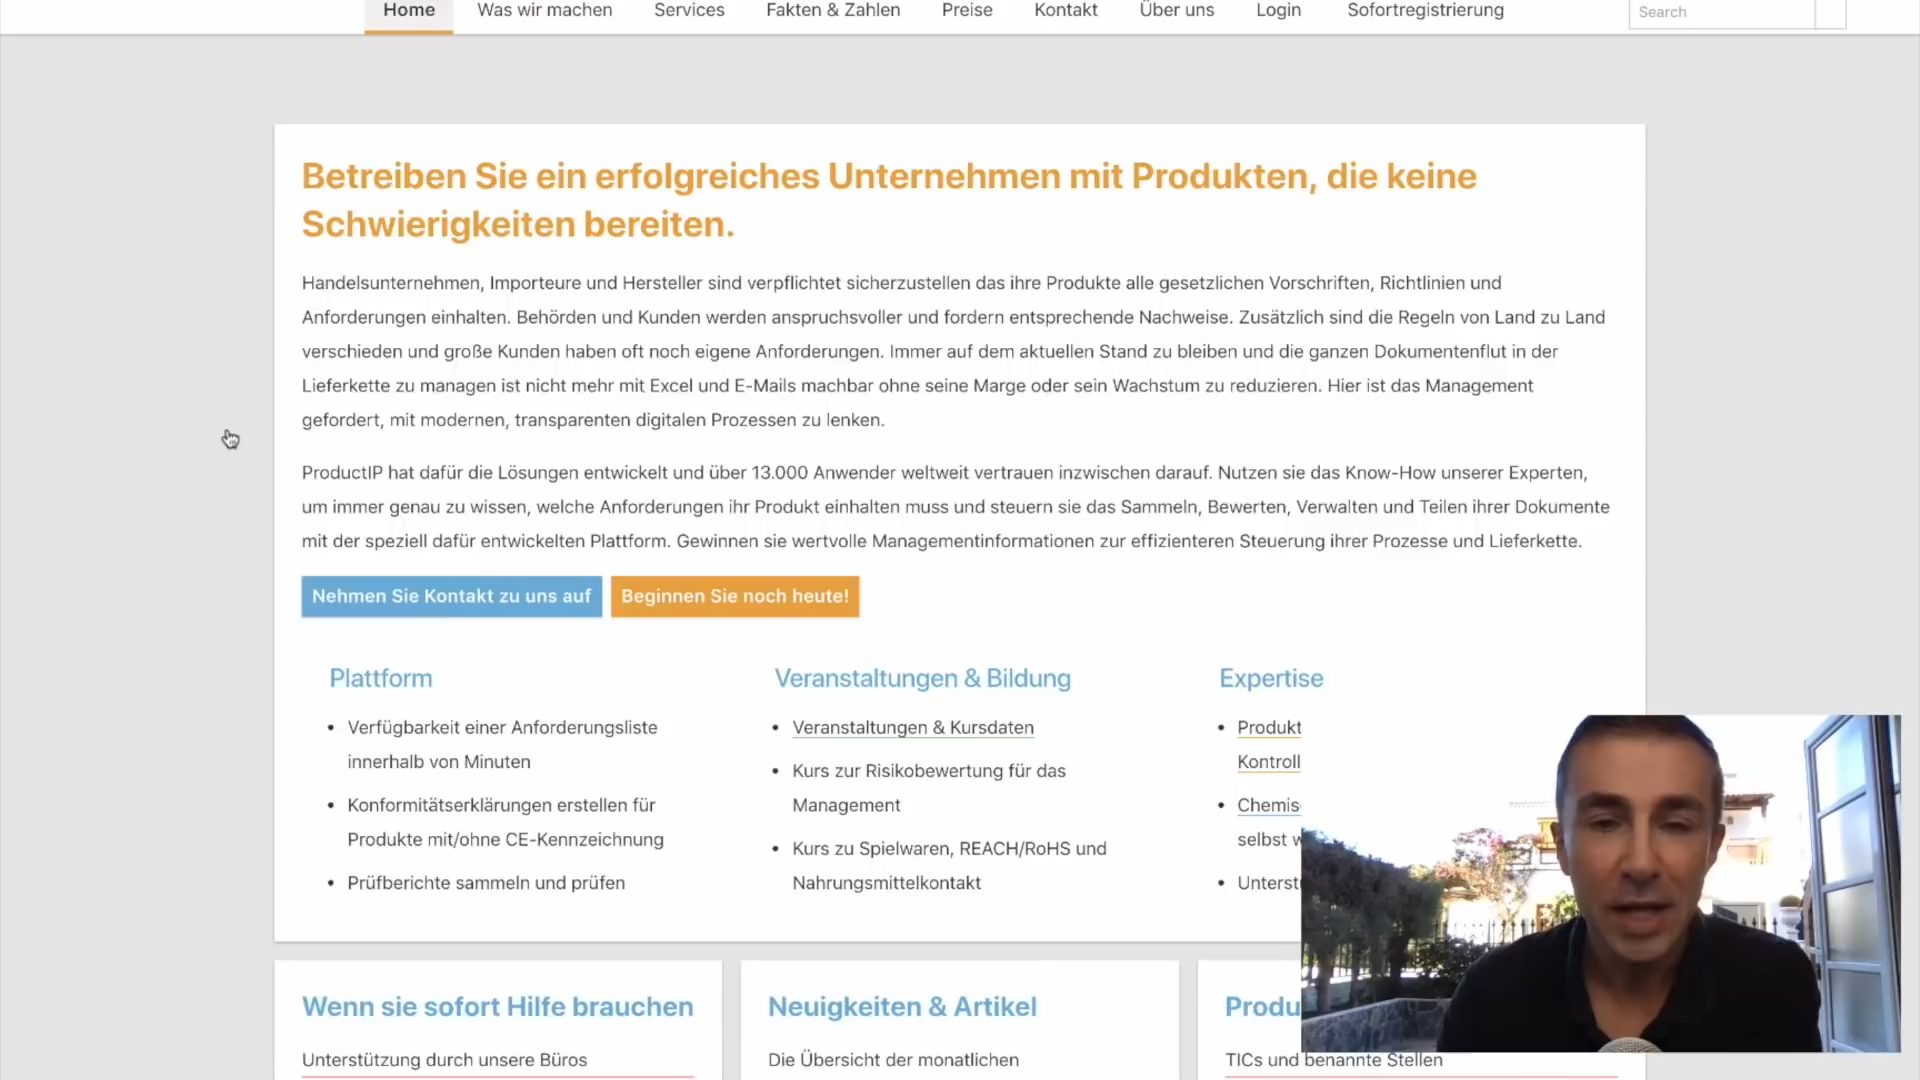 Home Was wir machen Services Fakten & Zahlen Preise Kontakt Über uns Login Sofortregistrierung Search
Betreiben Sie ein erfolgreiches Unternehmen mit Produkten, die keine
Schwierigkeiten bereiten.
Handelsunternehmen, Importeure und Hersteller sind verpflichtet sicherzustellen das ihre Produkte alle gesetzlichen Vorschriften, Richtlinien und
Anforderungen einhalten. Behörden und Kunden werden anspruchsvoller und fordern entsprechende Nachweise. Zusätzlich sind die Regeln von Land zu Land
verschieden und große Kunden haben oft noch eigene Anforderungen. Immer auf dem aktuellen Stand zu bleiben und die ganzen Dokumentenflut in der
Lieferkette zu managen ist nicht mehr mit Excel und E-Mails machbar ohne seine Marge oder sein Wachstum zu reduzieren. Hier ist das Management
gefordert, mit modernen, transparenten digitalen Prozessen zu lenken.
ProductIP hat dafür die Lösungen entwickelt und über 13.000 Anwender weltweit vertrauen inzwischen darauf. Nutzen sie das Know-How unserer Experten,
um immer genau zu wissen, welche Anforderungen ihr Produkt einhalten muss und steuern sie das Sammeln, Bewerten, Verwalten und Teilen ihrer Dokumente
mit der speziell dafür entwickelten Plattform. Gewinnen sie wertvolle Managementinformationen zur effizienteren Steuerung ihrer Prozesse und Lieferkette.
Nehmen Sie Kontakt zu uns auf Beginnen Sie noch heute!
Plattform
• Verfügbarkeit einer Anforderungsliste
innerhalb von Minuten
• Konformitätserklärungen erstellen für
Produkte mit/ohne CE-Kennzeichnung
• Prüfberichte sammeln und prüfen
Veranstaltungen & Bildung
• Veranstaltungen & Kursdaten
• Kurs zur Risikobewertung für das
Management
• Kurs zu Spielwaren, REACH/RoHS und
Nahrungsmittelkontakt
Expertise
• Produkt
Kontroll
• Chemis
selbst w
• Unterst
Wenn sie sofort Hilfe brauchen
Unterstützung durch unsere Büros
Neuigkeiten & Artikel
Die Übersicht der monatlichen
Produ
TICs und benannte Stellen